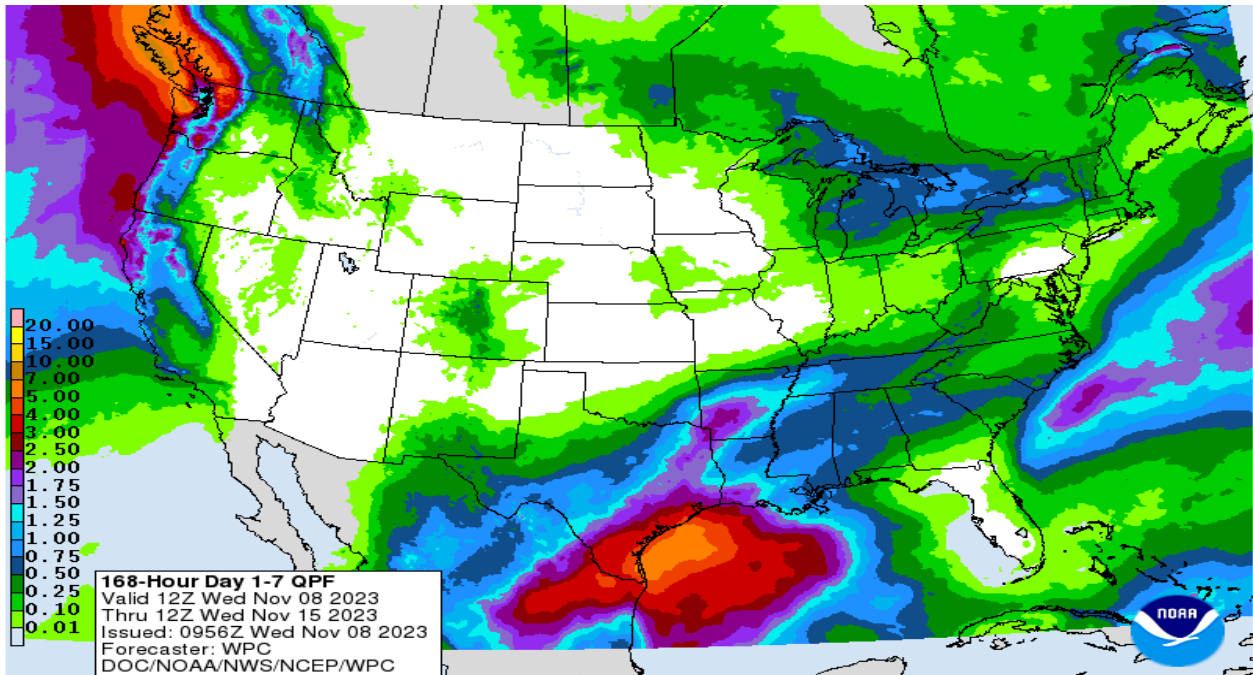 20.00
15.00
10.00
7.00
5.00
4.00
3.00
2.50
2.00
1.75
1.50
1.25
1.00
0.75
0.50
0.25
0.10
0.01
168-Hour Day 1-7 QPF
Valid 12Z Wed Nov 08 2023
Thru 12Z Wed Nov 15 2023
Issued: 0956Z Wed Nov 08 2023
Forecaster: WPC
DOC/NOAA/NWS/NCEP/WPC
NOAA